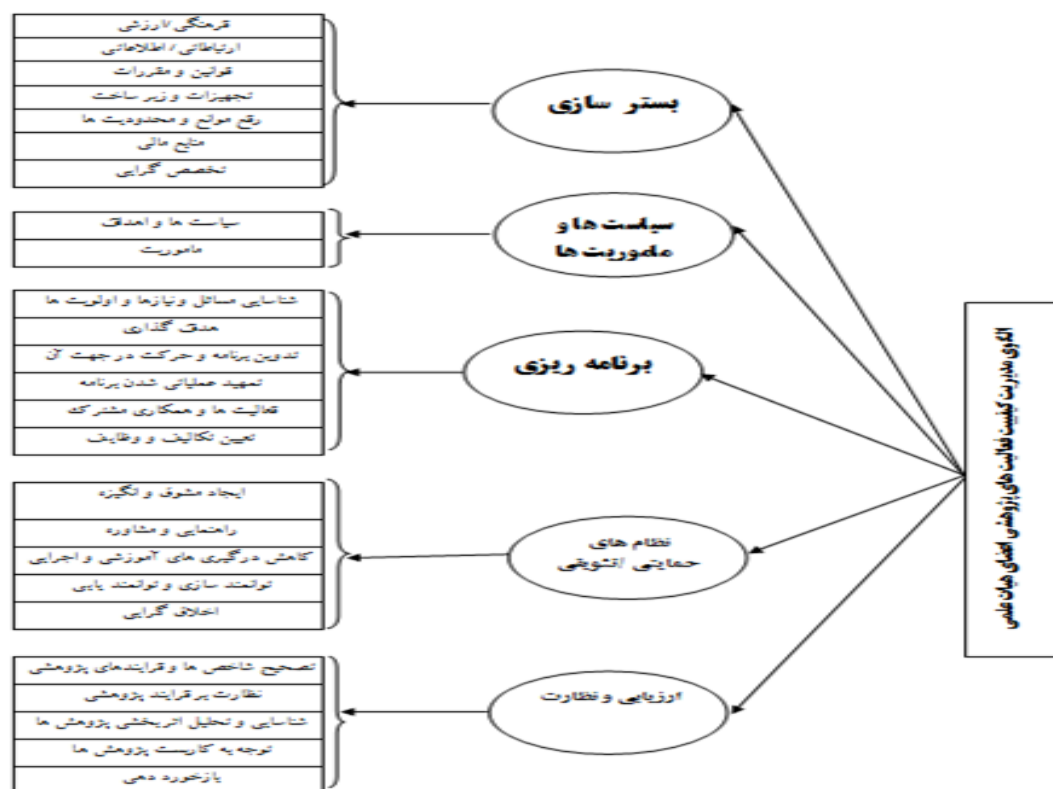 الگوی مدیریت کیفیت فعالیت های پژوهشی اعضای هیات علمی
بستر سازی
فرهنگی /ارزشی
ارتباطاتی / اطلاعاتی
قوانین و مقررات
تجهیزات و زیر ساخت
رفع موانع و محدودیت ها
منابع مالی
تخصص گرایی
سیاست ها و
ماموریت ها
سیاست ها و اهداف
ماموریت
برنامه ریزی
شناسایی مسائل و نیازها و اولویت ها
هدف گذاری
تدوین برنامه و حرکت در جهت آن
تمهید عملیاتی شدن برنامه
فعالیت ها و همکاری مشترک
تعیین تکالیف و وظایف
نظام های
حمایتی /تشویقی
ایجاد مشوق و انگیزه
راهنمایی و مشاوره
کاهش درگیری های آموزشی و اجرایی
توانمند سازی و توانمند یابی
اخلاق گرایی
ارزیابی و نظارت
تصحیح شاخص ها و فرایندهای پژوهشی
نظارت بر فرایند پژوهشی
شناسایی و تحلیل اثربخشی پژوهش ها
توجه به کاربست پژوهش ها
بازخورد دهی